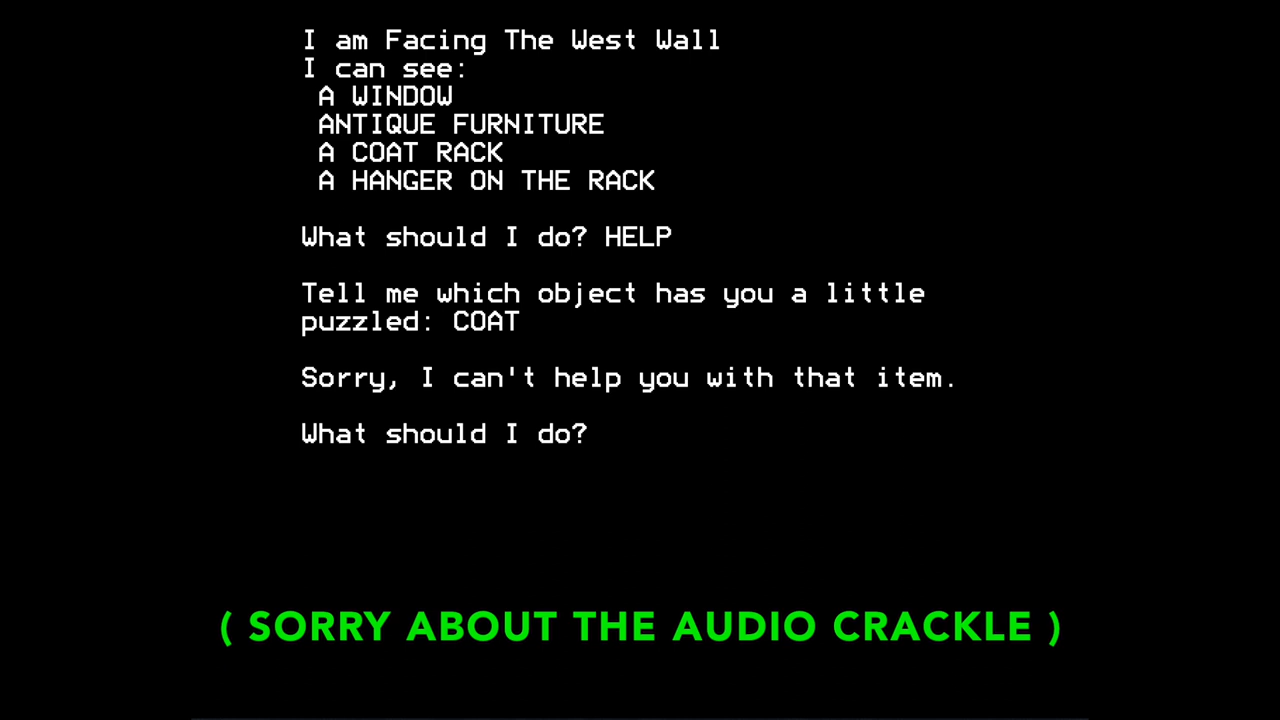 I am Facing The West Wall
I can see:
A WINDOW
ANTIQUE FURNITURE
A COAT RACK
A HANGER ON THE RACK
What should I do? HELP
Tell me which object has you a little
puzzled: COAT
Sorry, I can't help you with that item.
What should I do?
( SORRY ABOUT THE AUDIO CRACKLE )